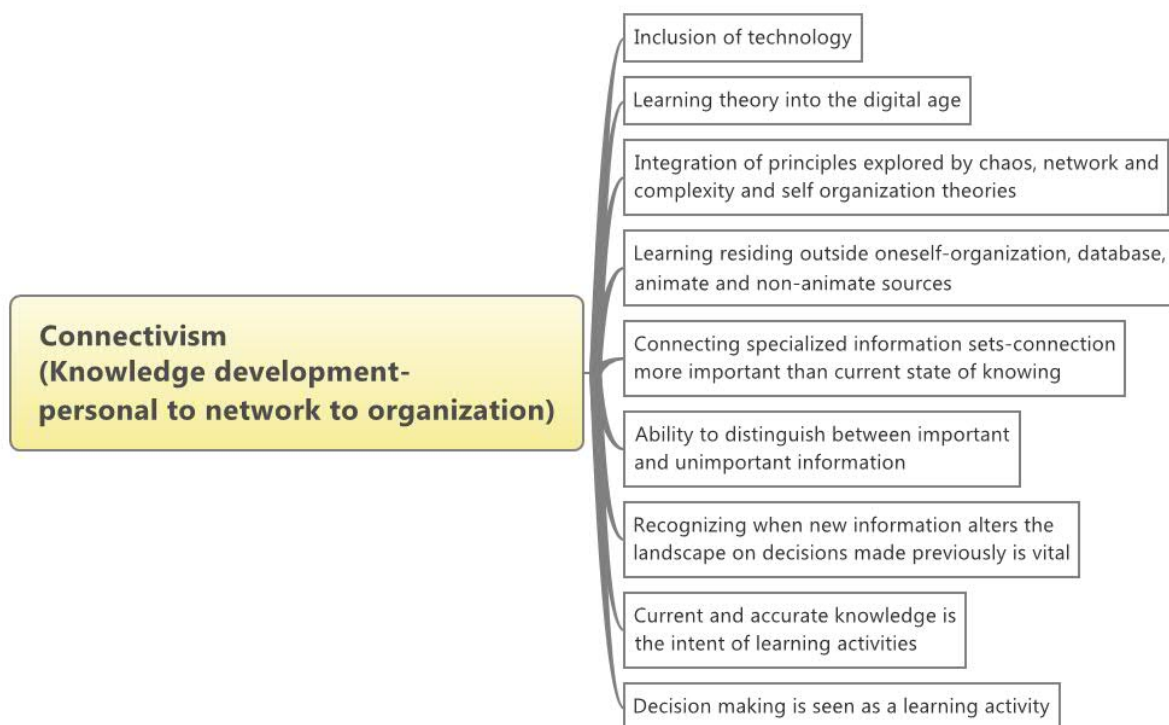 Inclusion of technology
Learning theory into the digital age
Integration of principles explored by chaos, network and
complexity and self organization theories
Learning residing outside oneself-organization, database,
animate and non-animate sources
Connectivism
(Knowledge development-
personal to network to organization)
Connecting specialized information sets-connection
more important than current state of knowing
Ability to distinguish between important
and unimportant information
Recognizing when new information alters the
landscape on decisions made previously is vital
Current and accurate knowledge is
the intent of learning activities
Decision making is seen as a learning activity